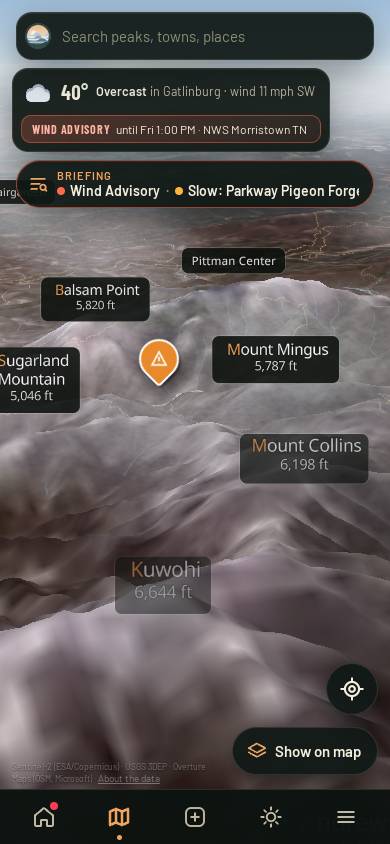 Search peaks, towns, places
40° Overcast in Gatlinburg · wind 11 mph SW
WIND ADVISORY until Fri 1:00 PM · NWS Morristown TN
BRIEFING
Wind Advisory · Slow: Parkway Pigeon Forge
Pittman Center
Balsam Point
5,820 ft
Mount Mingus
5,787 ft
Sugarland
Mountain
5,046 ft
Mount Collins
6,198 ft
Kuwohi
6,644 ft
Show on map
Sentinel-2 (ESA/Copernicus) · USGS 3DEP · Overture
Maps (OSM, Microsoft) · About the data